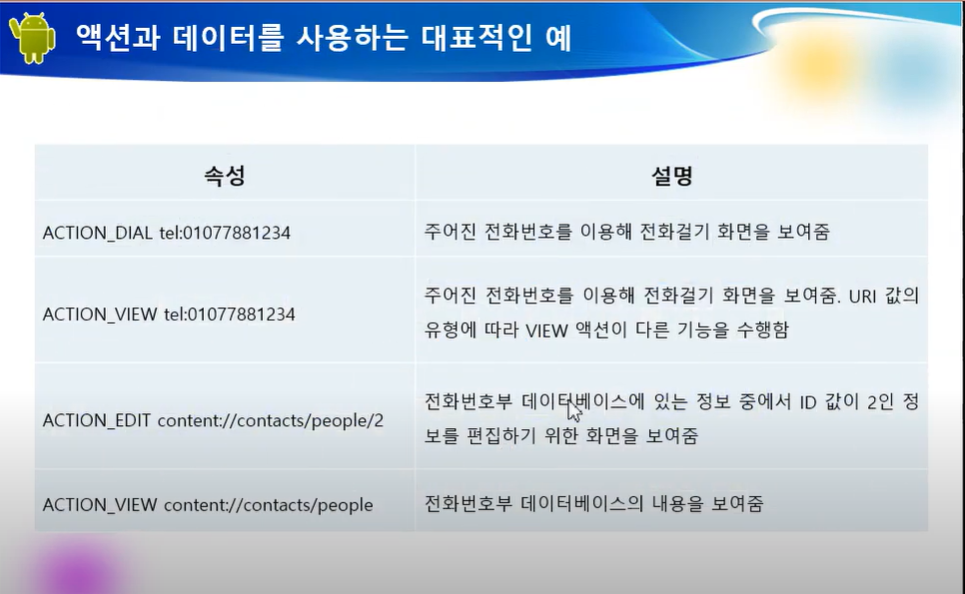 액션과 데이터를 사용하는 대표적인 예
속성
설명
ACTION_DIAL tel:01077881234
주어진 전화번호를 이용해 전화걸기 화면을 보여줌
ACTION_VIEW tel:01077881234
주어진 전화번호를 이용해 전화걸기 화면을 보여줌. URI 값의
유형에 따라 VIEW 액션이 다른 기능을 수행함
ACTION_EDIT content://contacts/people/2
전화번호부 데이터베이스에 있는 정보 중에서 ID 값이 2인 정
보를 편집하기 위한 화면을 보여줌
ACTION_VIEW content://contacts/people
전화번호부 데이터베이스의 내용을 보여줌